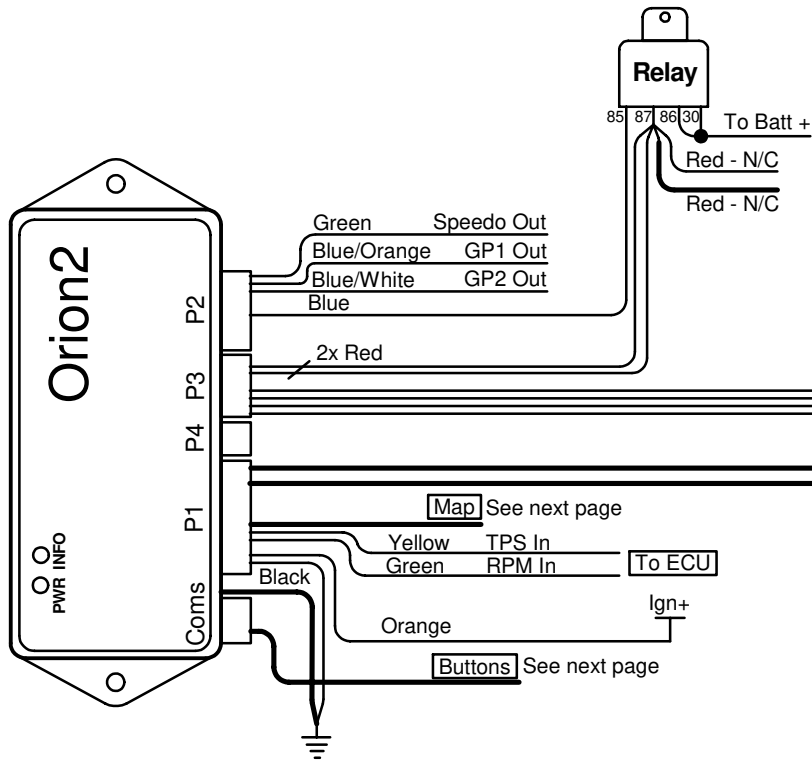 Relay
85 87 86 30
To Batt +
Red - N/C
Red - N/C
Green Speedo Out
Blue/Orange GP1 Out
Blue/White GP2 Out
Blue
2x Red
Orion2
P2
P3
P4
P1
Coms
PWR INFO
Map See next page
Yellow TPS In
Green RPM In
To ECU
Black
Ign+
Orange
Buttons See next page